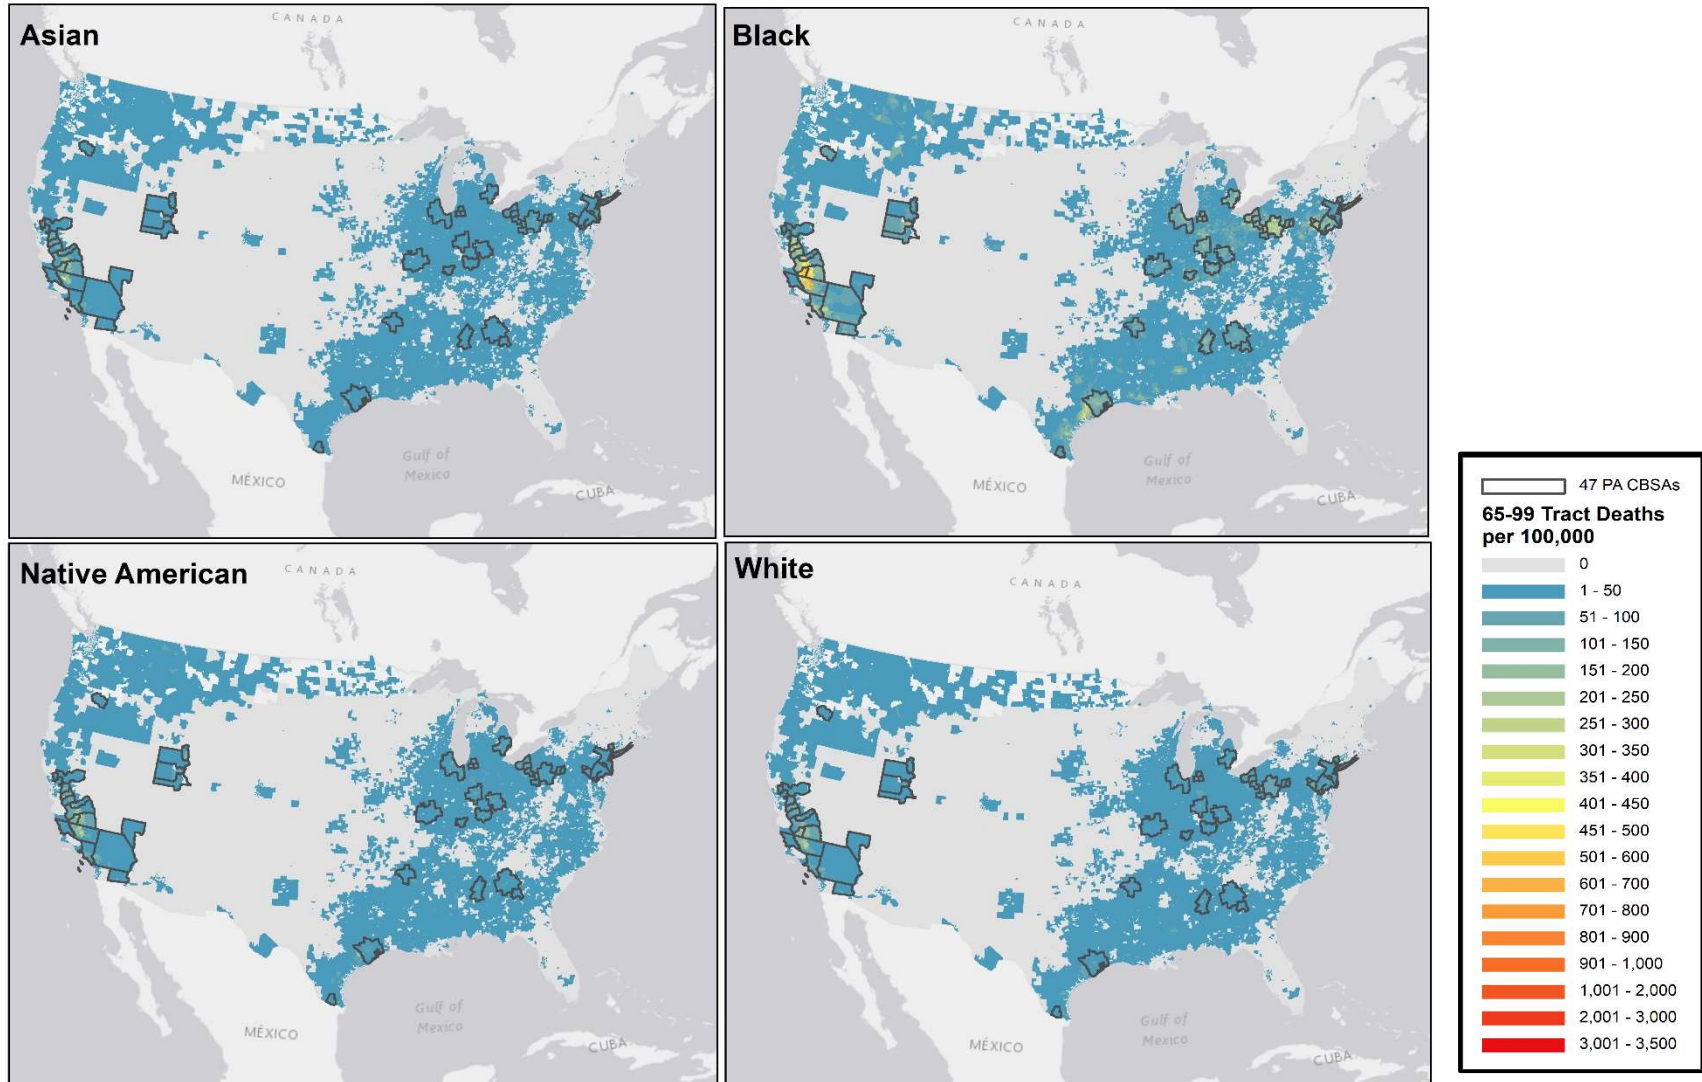 Asian
CANADA
MÉXICO
Gulf of
Mexico
CUBA
Black
CANADA
MÉXICO
Gulf of
Mexico
CUBA
Native American
CANADA
MÉXICO
Gulf of
Mexico
CUBA
White
CANADA
MÉXICO
Gulf of
Mexico
CUBA
47 PA CBSAs
65-99 Tract Deaths
per 100,000
0
1 - 50
51 - 100
101 - 150
151 - 200
201 - 250
251 - 300
301 - 350
351 - 400
401 - 450
451 - 500
501 - 600
601 - 700
701 - 800
801 - 900
901 - 1,000
1,001 - 2,000
2,001 - 3,000
3,001 - 3,500